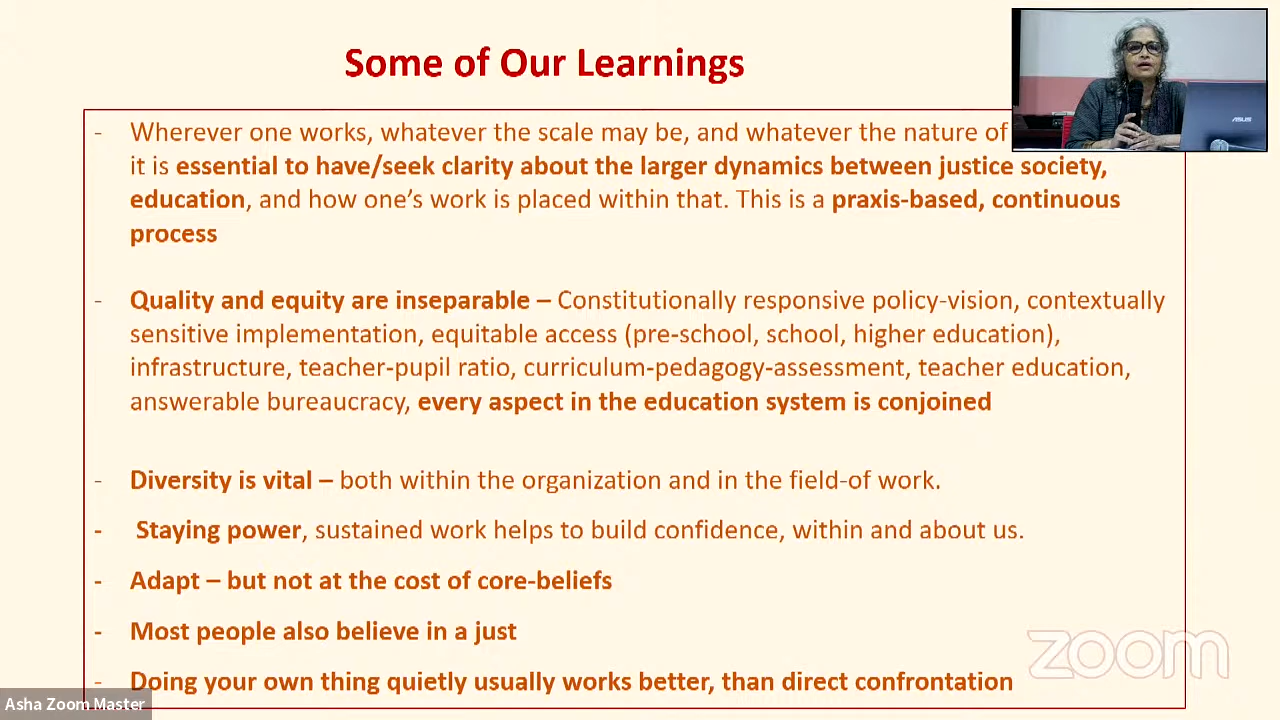 Some of Our Learnings
- Wherever one works, whatever the scale may be, and whatever the nature of
it is essential to have/seek clarity about the larger dynamics between justice society,
education, and how one’s work is placed within that. This is a praxis-based, continuous
process
- Quality and equity are inseparable – Constitutionally responsive policy-vision, contextually
sensitive implementation, equitable access (pre-school, school, higher education),
infrastructure, teacher-pupil ratio, curriculum-pedagogy-assessment, teacher education,
answerable bureaucracy, every aspect in the education system is conjoined
- Diversity is vital – both within the organization and in the field-of work.
- Staying power, sustained work helps to build confidence, within and about us.
- Adapt – but not at the cost of core-beliefs
- Most people also believe in a just
- Doing your own thing quietly usually works better, than direct confrontation
ASUS
zoom
Asha Zoom Master